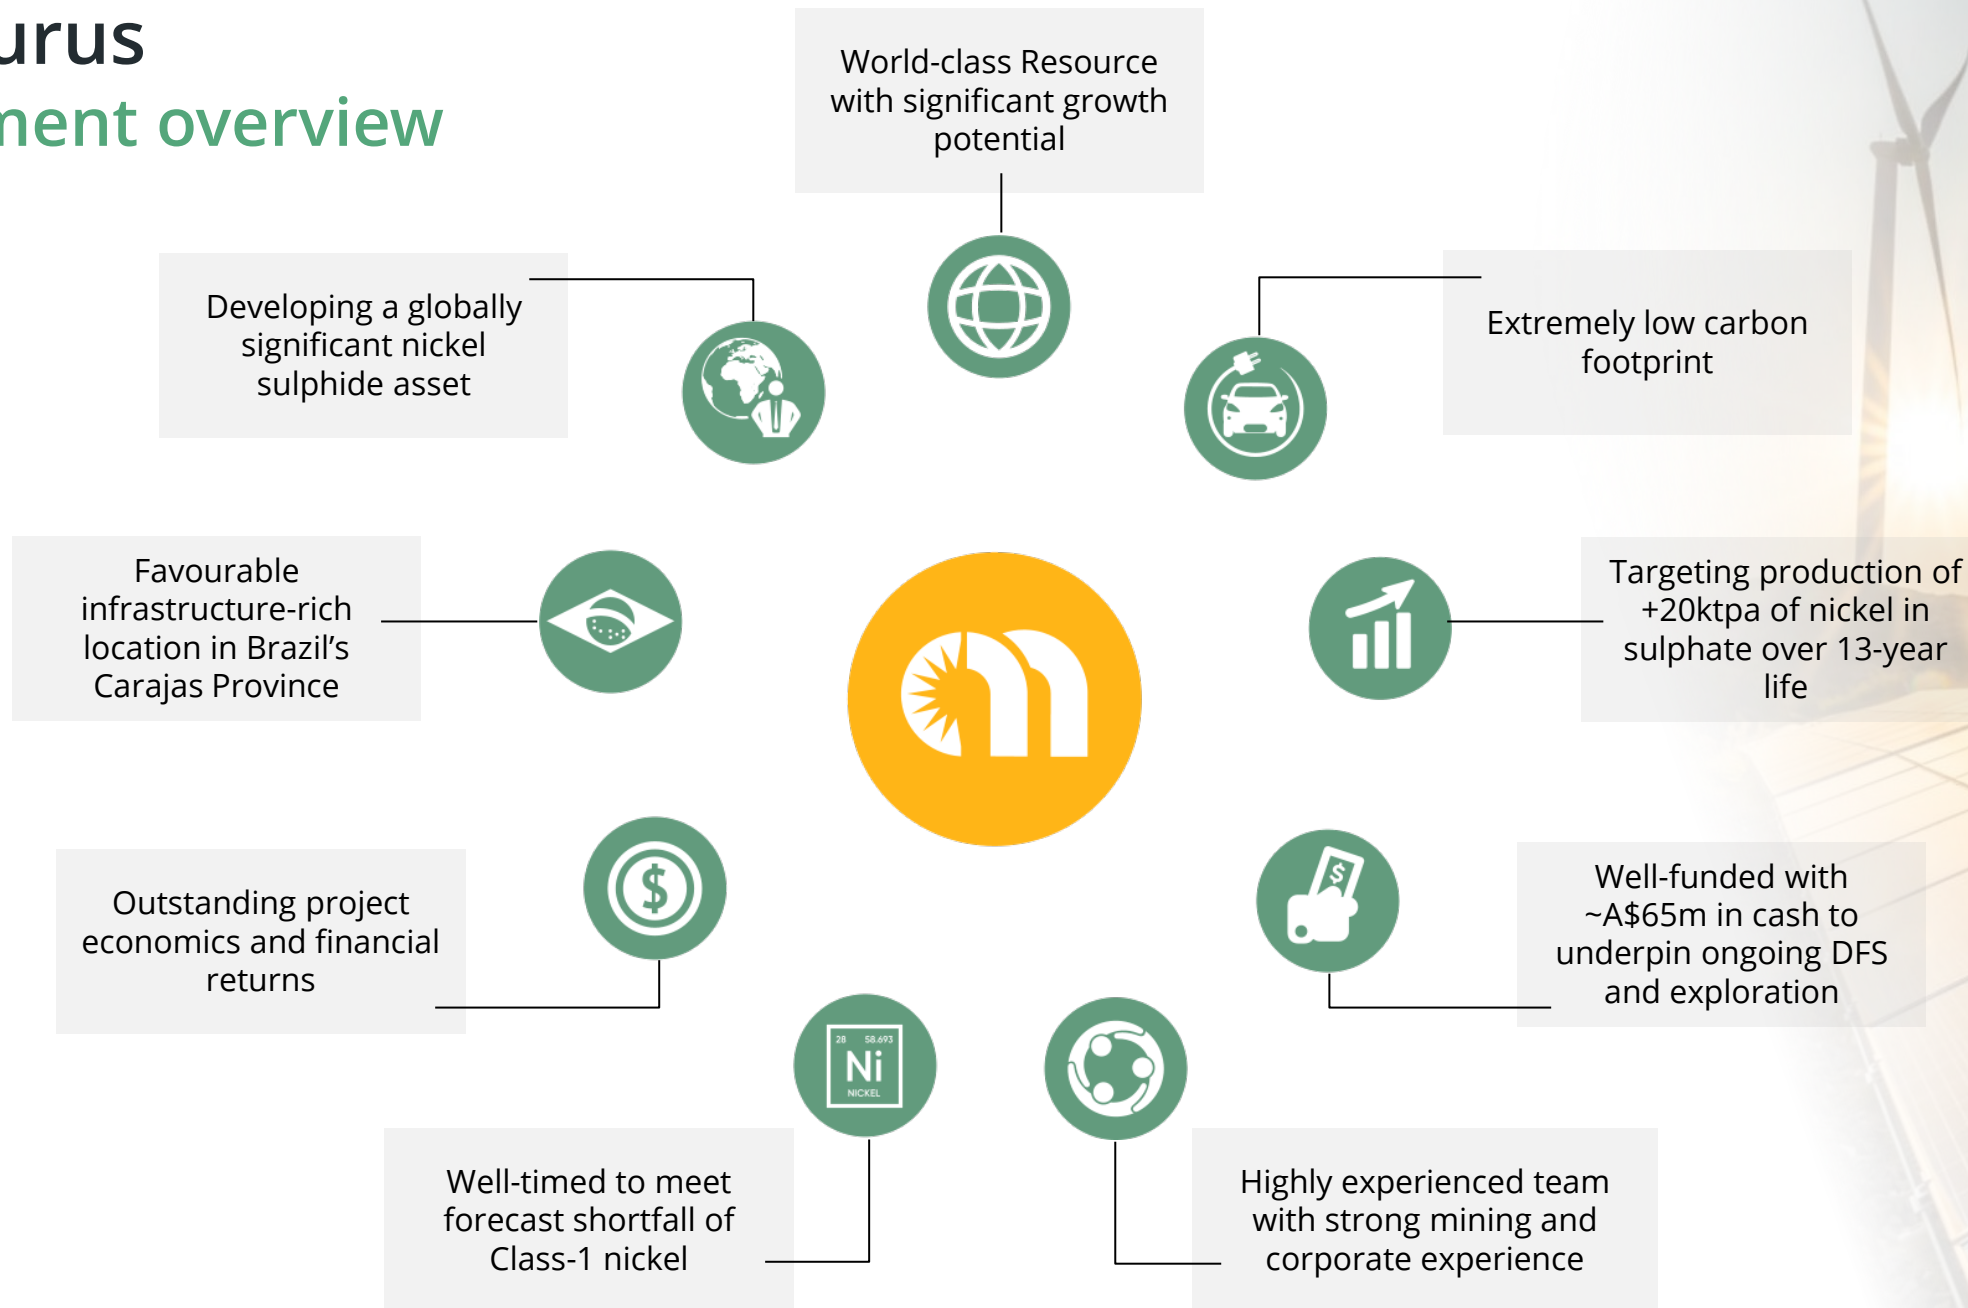 urus
ment overview
World-class Resource
with significant growth
potential
Developing a globally
significant nickel
sulphide asset
Extremely low carbon
footprint
Favourable
infrastructure-rich
location in Brazil’s
Carajas Province
Targeting production of
+20ktpa of nickel in
sulphate over 13-year
life
Outstanding project
economics and financial
returns
$
$
Well-funded with
~A$65m in cash to
underpin ongoing DFS
and exploration
28 58.693
Ni
NICKEL
Well-timed to meet
forecast shortfall of
Class-1 nickel
Highly experienced team
with strong mining and
corporate experience